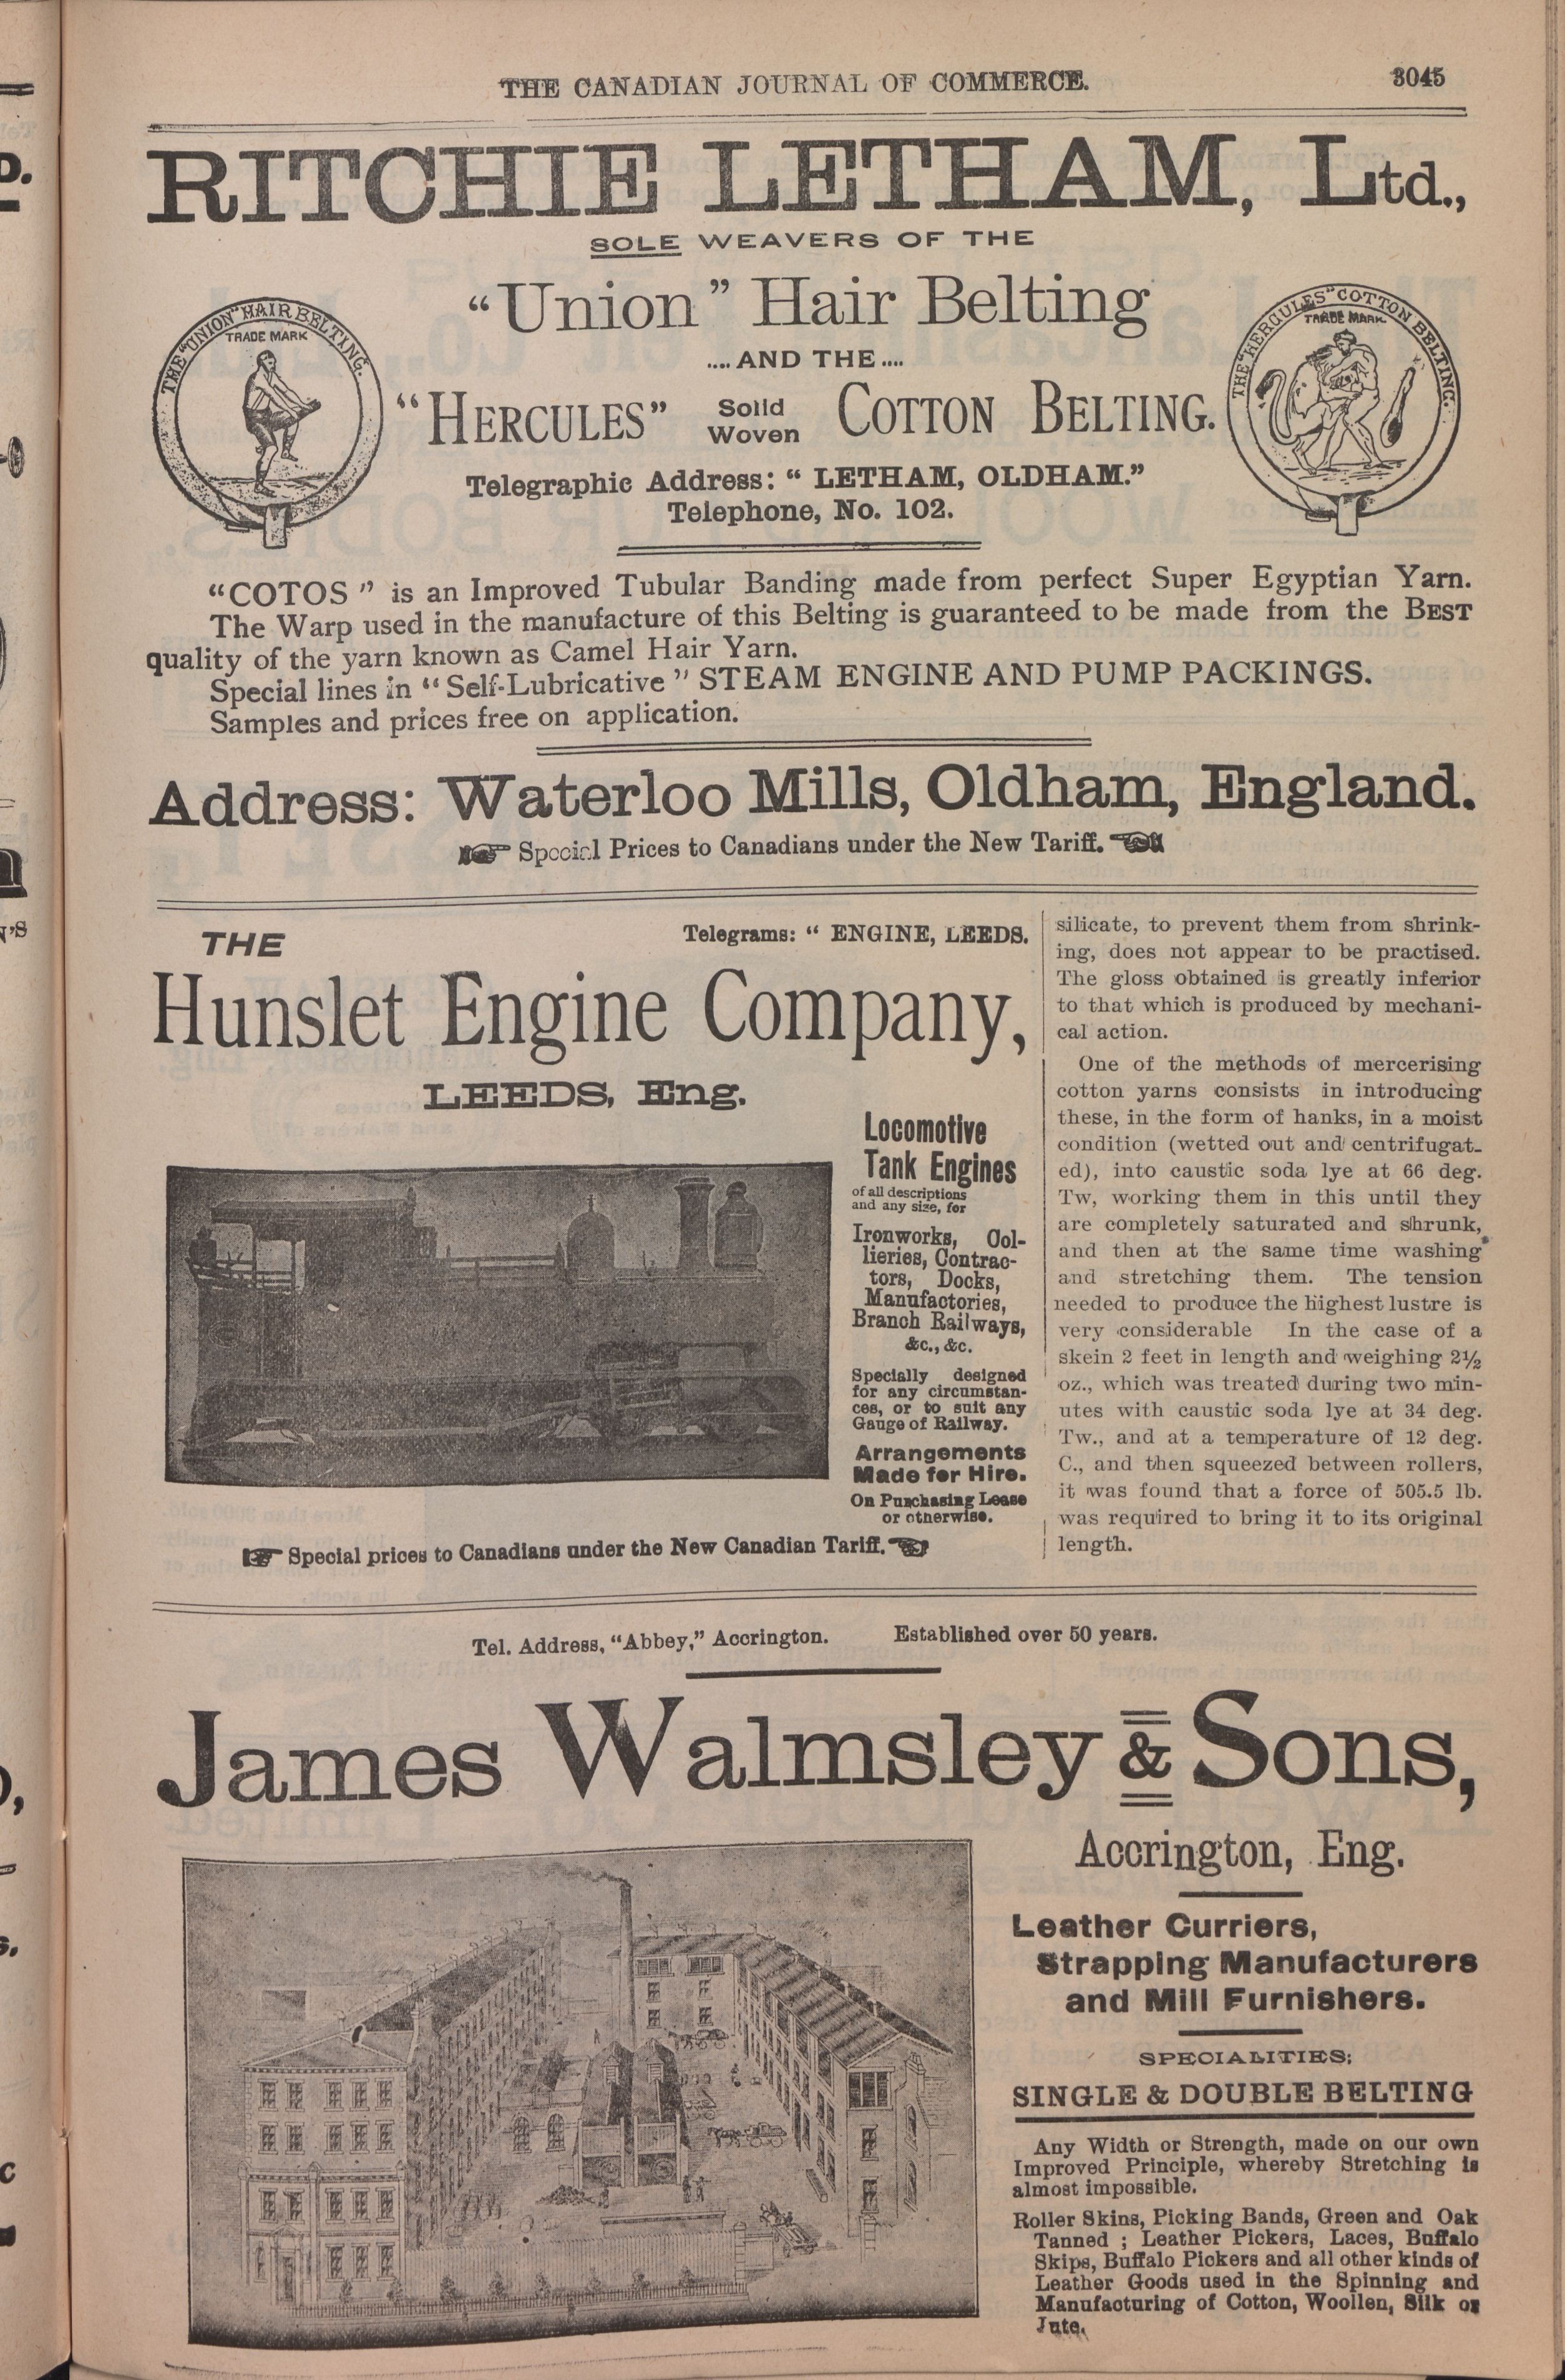 THE CANADIAN JOURNAL OF COMMERCE. 3045
RITCHIE LETHAM, Ltd.,
SOLE WEAVERS OF THE
"Union" Hair Belting
THE "UNION" HAIR BELTING.
TRADE MARK
.... AND THE ....
THE "HERCULES" COTTON BELTING.
TRADE MARK
"HERCULES" Solid Woven COTTON BELTING.
Telegraphic Address: "LETHAM, OLDHAM."
Telephone, No. 102.
"COTOS" is an Improved Tubular Banding made from perfect Super Egyptian Yarn.
The Warp used in the manufacture of this Belting is guaranteed to be made from the BEST
quality of the yarn known as Camel Hair Yarn.
Special lines in "Self-Lubricative" STEAM ENGINE AND PUMP PACKINGS.
Samples and prices free on application.
Address: Waterloo Mills, Oldham, England.
☞ Special Prices to Canadians under the New Tariff. ☜
THE
Telegrams: " ENGINE, LEEDS.
Hunslet Engine Company,
LEEDS, Eng.
Locomotive
Tank Engines
of all descriptions
and any size, for
Ironworks, Col-
lieries, Contrac-
tors, Docks,
Manufactories,
Branch Railways,
&c., &c.
Specially designed
for any circumstan-
ces, or to suit any
Gauge of Railway.
Arrangements
Made for Hire.
On Purchasing Lease
or otherwise.
☞ Special prices to Canadians under the New Canadian Tariff. ☜
silicate, to prevent them from shrink-
ing, does not appear to be practised.
The gloss obtained is greatly inferior
to that which is produced by mechani-
cal action.
One of the methods of mercerising
cotton yarns consists in introducing
these, in the form of hanks, in a moist
condition (wetted out and centrifugat-
ed), into caustic soda lye at 66 deg.
Tw, working them in this until they
are completely saturated and shrunk,
and then at the same time washing
and stretching them. The tension
needed to produce the highest lustre is
very considerable In the case of a
skein 2 feet in length and weighing 2½
oz., which was treated during two min-
utes with caustic soda lye at 34 deg.
Tw., and at a temperature of 12 deg.
C., and then squeezed between rollers,
it was found that a force of 505.5 lb.
was required to bring it to its original
length.
Tel. Address, "Abbey," Accrington. Established over 50 years.
James Walmsley & Sons,
Accrington, Eng.
Leather Curriers,
Strapping Manufacturers
and Mill Furnishers.
SPECIALITIES:
SINGLE & DOUBLE BELTING
Any Width or Strength, made on our own
Improved Principle, whereby Stretching is
almost impossible.
Roller Skins, Picking Bands, Green and Oak
Tanned ; Leather Pickers, Laces, Buffalo
Skips, Buffalo Pickers and all other kinds of
Leather Goods used in the Spinning and
Manufacturing of Cotton, Woollen, Silk or
Jute.